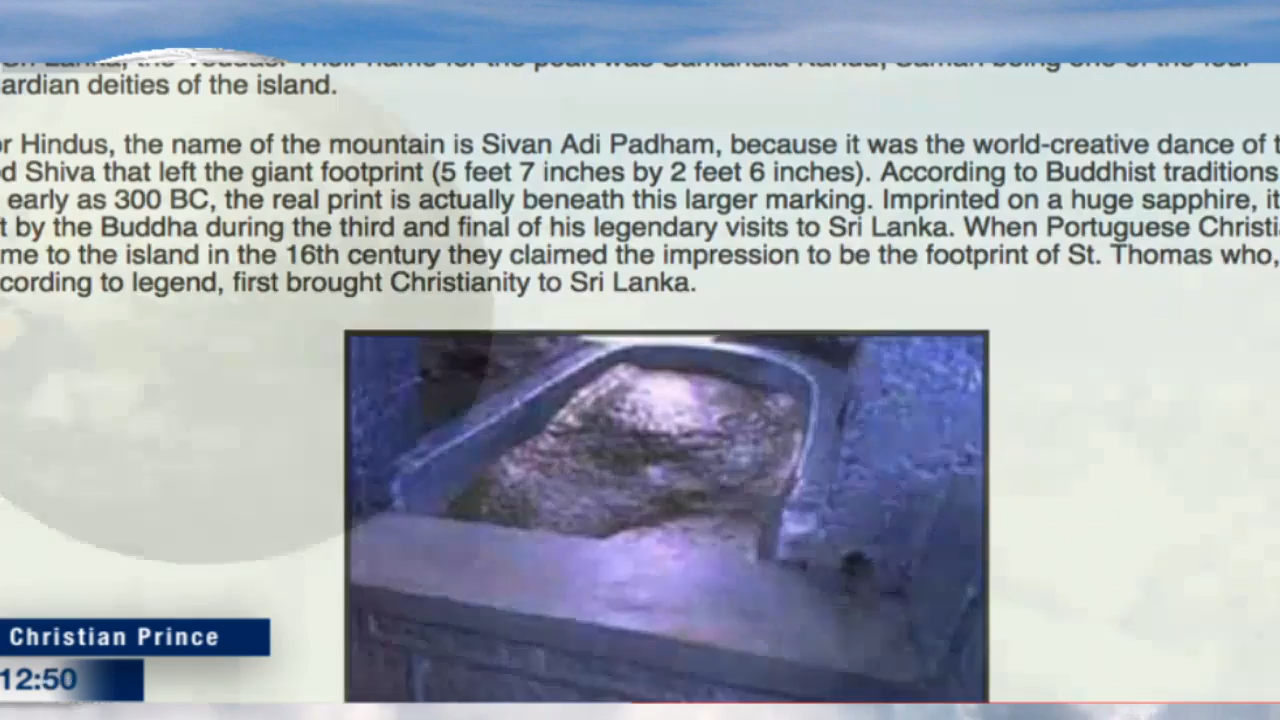 ardian deities of the island.
r Hindus, the name of the mountain is Sivan Adi Padham, because it was the world-creative dance of t
d Shiva that left the giant footprint (5 feet 7 inches by 2 feet 6 inches). According to Buddhist traditions
early as 300 BC, the real print is actually beneath this larger marking. Imprinted on a huge sapphire, it
t by the Buddha during the third and final of his legendary visits to Sri Lanka. When Portuguese Christi
me to the island in the 16th century they claimed the impression to be the footprint of St. Thomas who,
cording to legend, first brought Christianity to Sri Lanka.
Christian Prince
12:50